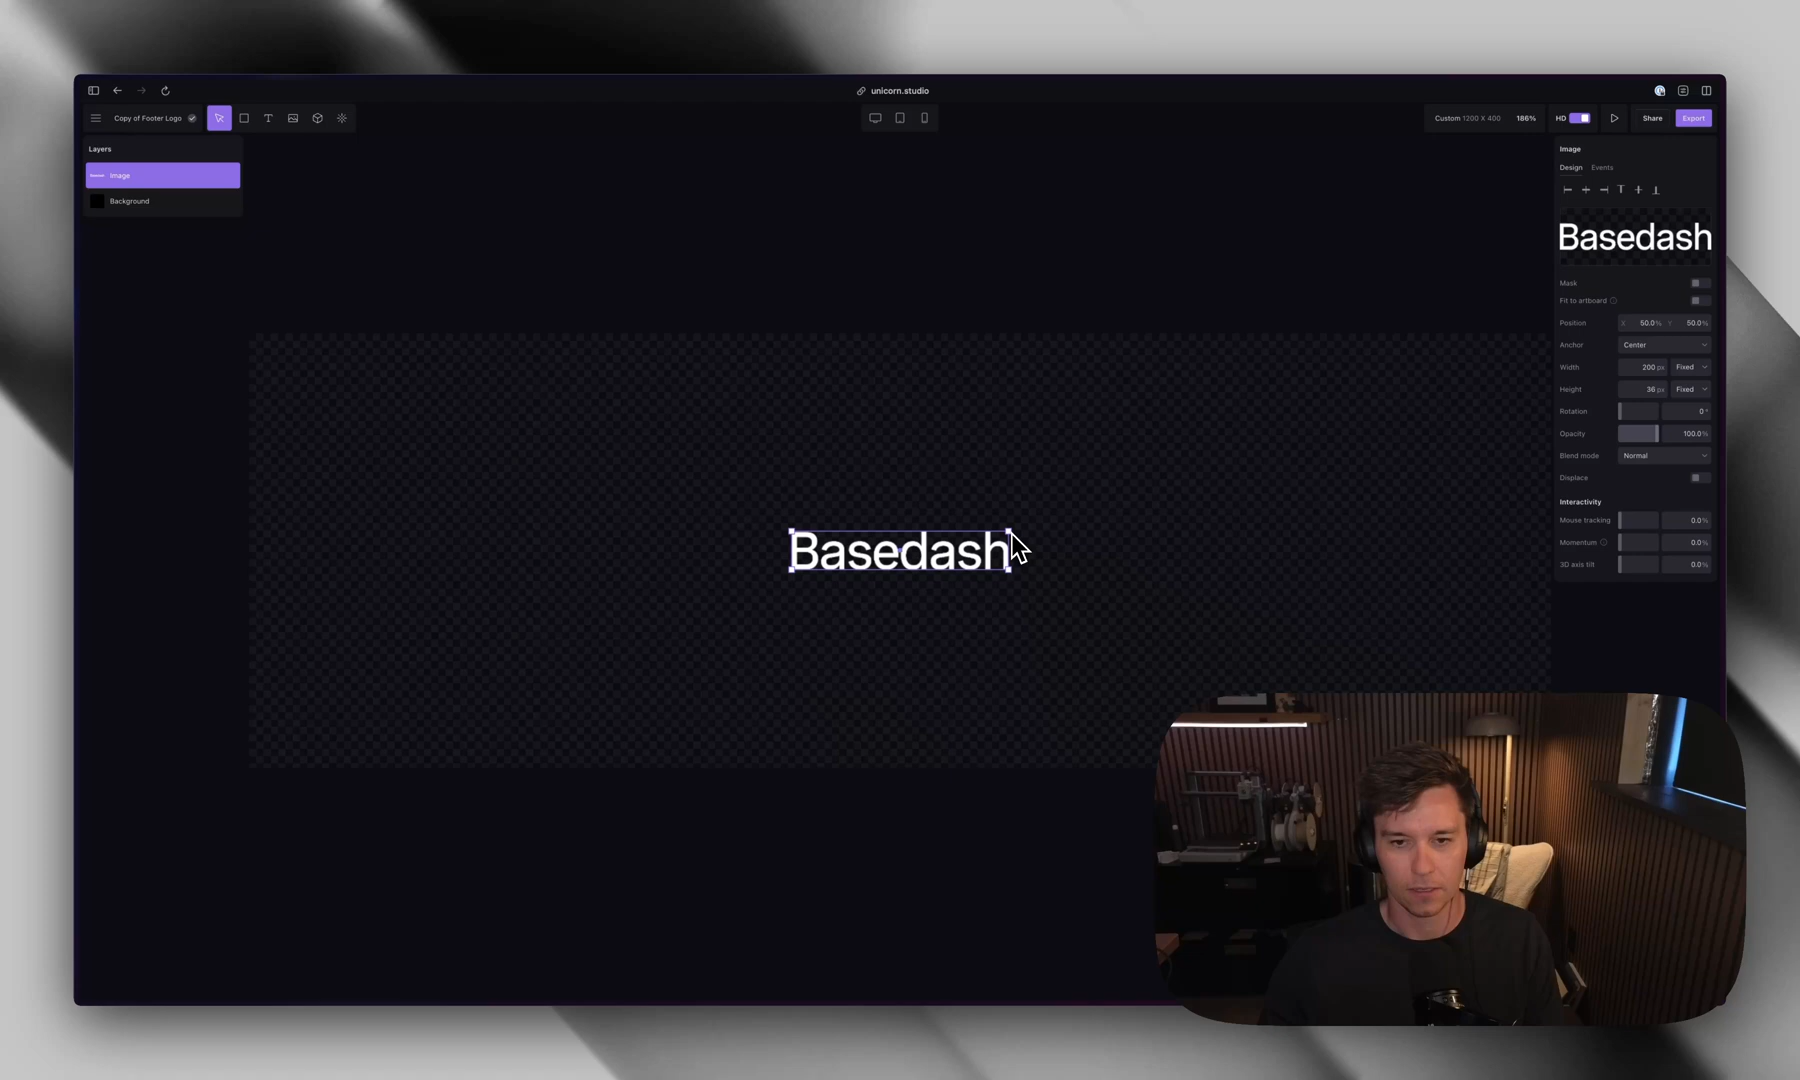 unicorn.studio
Copy of Footer Logo
Custom 1200 X 400 186% HD Share Export
Layers
Image
Background
Image
Design Events
Basedash
Mask
Fit to artboard
Position X 50.0% Y 50.0%
Anchor Center
Width 200 px Fixed
Height 36 px Fixed
Rotation 0 °
Opacity 100.0%
Blend mode Normal
Displace
Interactivity
Mouse tracking 0.0%
Momentum 0.0%
3D axis tilt 0.0%
Basedash